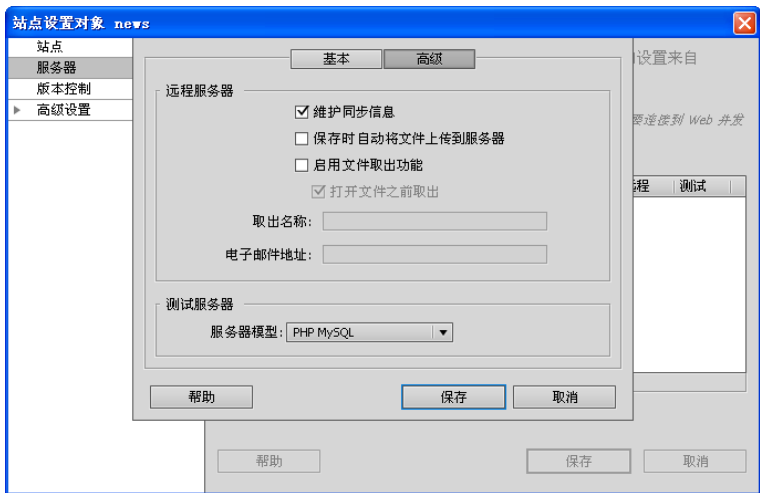 站点设置对象 news
站点
服务器
版本控制
高级设置
基本
高级
设置来自
远程服务器
维护同步信息
要连接到 Web 并发
保存时自动将文件上传到服务器
启用文件取出功能
打开文件之前取出
程 测试
取出名称:
电子邮件地址:
测试服务器
服务器模型: PHP MySQL
帮助 保存 取消
帮助 保存 取消